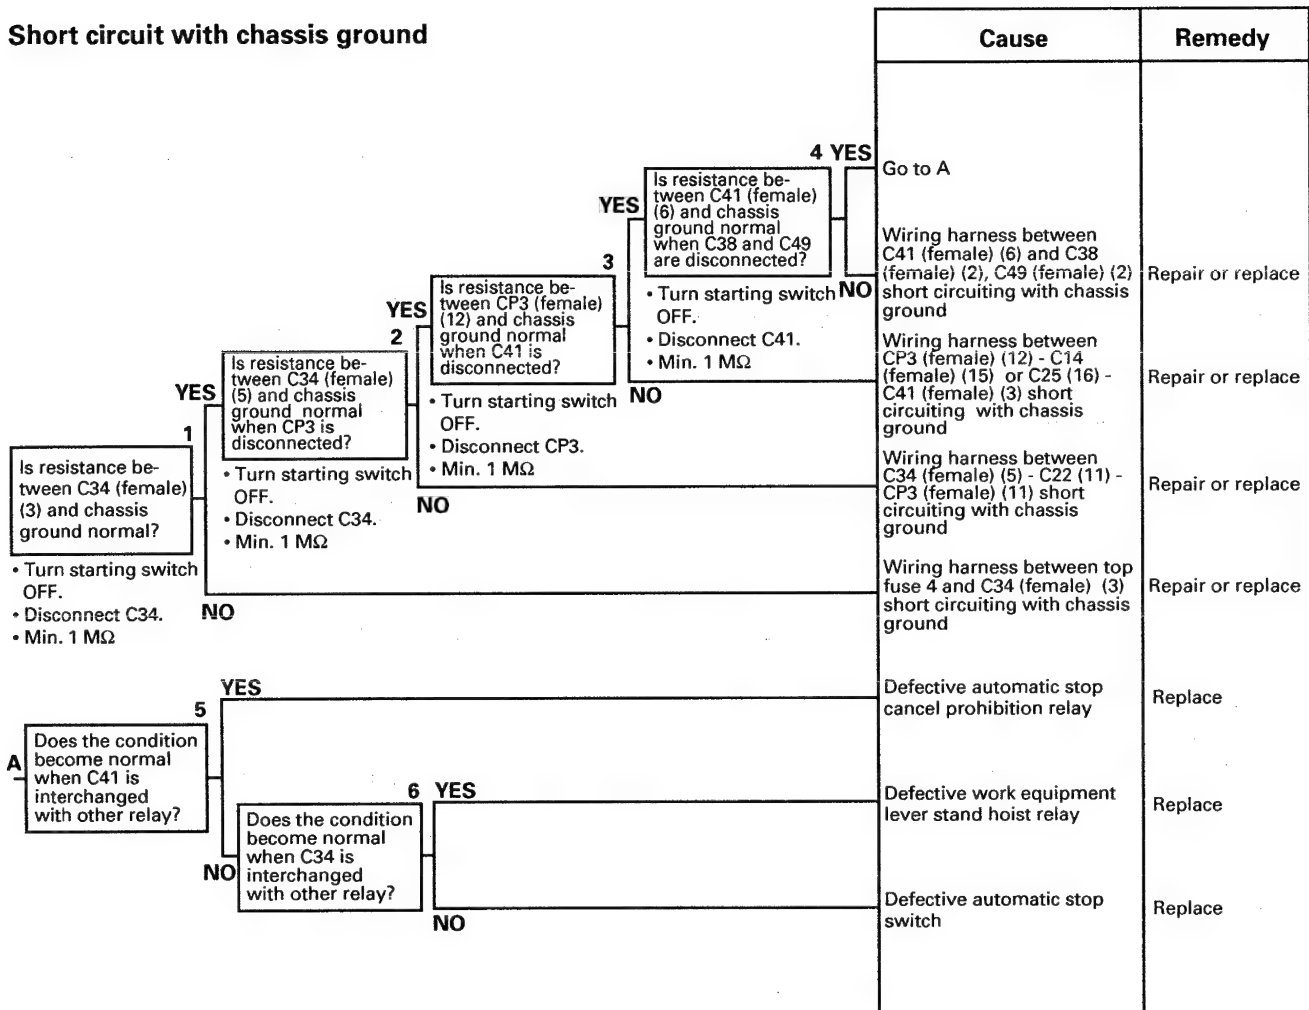 Short circuit with chassis ground
Cause
Remedy
4 YES
Is resistance be-
tween C41 (female)
(6) and chassis
ground normal
when C38 and C49
are disconnected?
Go to A
YES
NO
• Turn starting switch
OFF.
• Disconnect C41.
• Min. 1 MΩ
Wiring harness between
C41 (female) (6) and C38
(female) (2), C49 (female) (2)
short circuiting with chassis
ground
Repair or replace
3
Is resistance be-
tween CP3 (female)
(12) and chassis
ground normal
when C41 is
disconnected?
YES
NO
• Turn starting switch
OFF.
• Disconnect CP3.
• Min. 1 MΩ
Wiring harness between
CP3 (female) (12) - C14
(female) (15) or C25 (16) -
C41 (female) (3) short
circuiting with chassis
ground
Repair or replace
2
Is resistance be-
tween C34 (female)
(5) and chassis
ground normal
when CP3 is
disconnected?
YES
NO
• Turn starting switch
OFF.
• Disconnect C34.
• Min. 1 MΩ
Wiring harness between
C34 (female) (5) - C22 (11) -
CP3 (female) (11) short
circuiting with chassis
ground
Repair or replace
1
Is resistance be-
tween C34 (female)
(3) and chassis
ground normal?
• Turn starting switch
OFF.
• Disconnect C34.
• Min. 1 MΩ
NO
Wiring harness between top
fuse 4 and C34 (female) (3)
short circuiting with chassis
ground
Repair or replace
YES
5
A
Does the condition
become normal
when C41 is
interchanged
with other relay?
Defective automatic stop
cancel prohibition relay
Replace
NO
6 YES
Does the condition
become normal
when C34 is
interchanged
with other relay?
Defective work equipment
lever stand hoist relay
Replace
NO
Defective automatic stop
switch
Replace